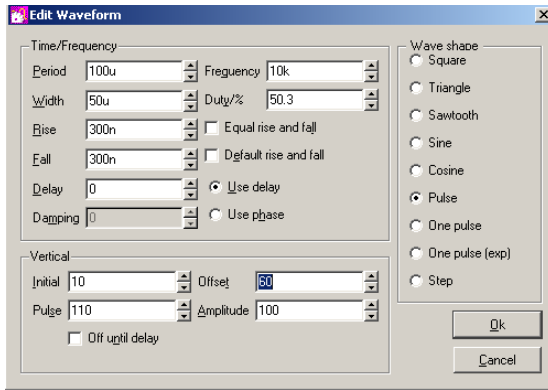 Edit Waveform
Time/Frequency
Period 100u Frequency 10k
Width 50u Duty/% 50.3
Rise 300n Equal rise and fall
Fall 300n Default rise and fall
Delay 0 Use delay
Damping 0 Use phase
Vertical
Initial 10 Offset 60
Pulse 110 Amplitude 100
Off until delay
Wave shape
Square
Triangle
Sawtooth
Sine
Cosine
Pulse
One pulse
One pulse (exp)
Step
Ok
Cancel